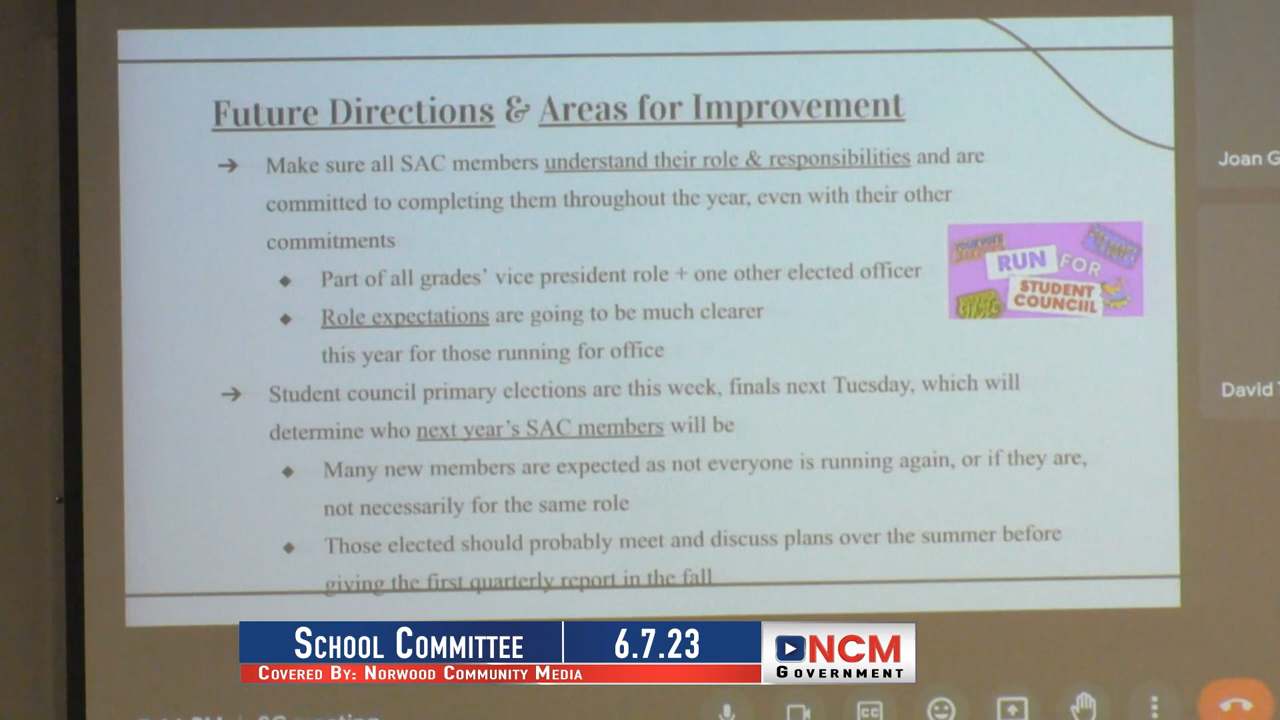 Future Directions & Areas for Improvement
➔ Make sure all SAC members understand their role & responsibilities and are
committed to completing them throughout the year, even with their other
commitments
◆ Part of all grades' vice president role + one other elected officer
◆ Role expectations are going to be much clearer
this year for those running for office
➔ Student council primary elections are this week, finals next Tuesday, which will
determine who next year's SAC members will be
◆ Many new members are expected as not everyone is running again, or if they are,
not necessarily for the same role
◆ Those elected should probably meet and discuss plans over the summer before
giving the first quarterly report in the fall
RUN FOR
STUDENT
COUNCIL
Joan G
David
CC
SCHOOL COMMITTEE 6.7.23
COVERED BY: NORWOOD COMMUNITY MEDIA
NCM
GOVERNMENT